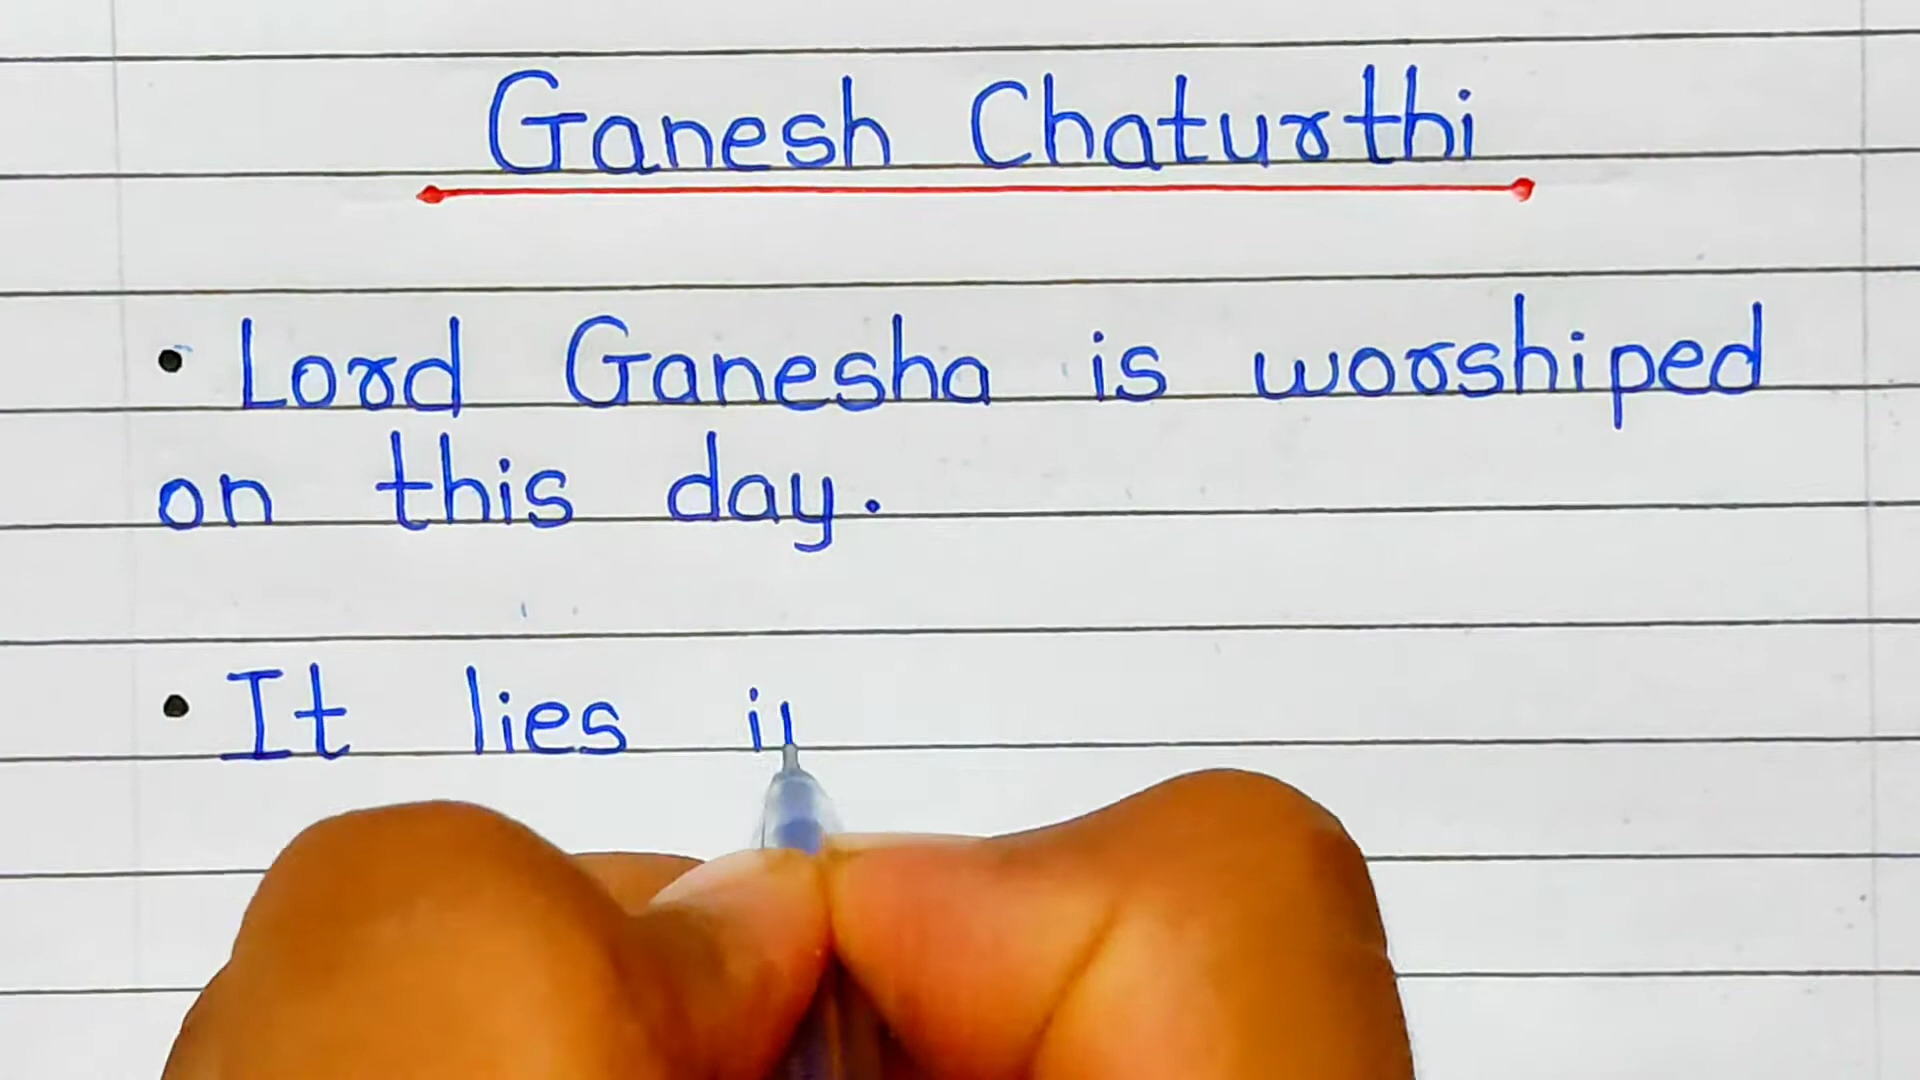 Ganesh Chaturthi
• Lord Ganesha is worshiped
on this day.
• It lies